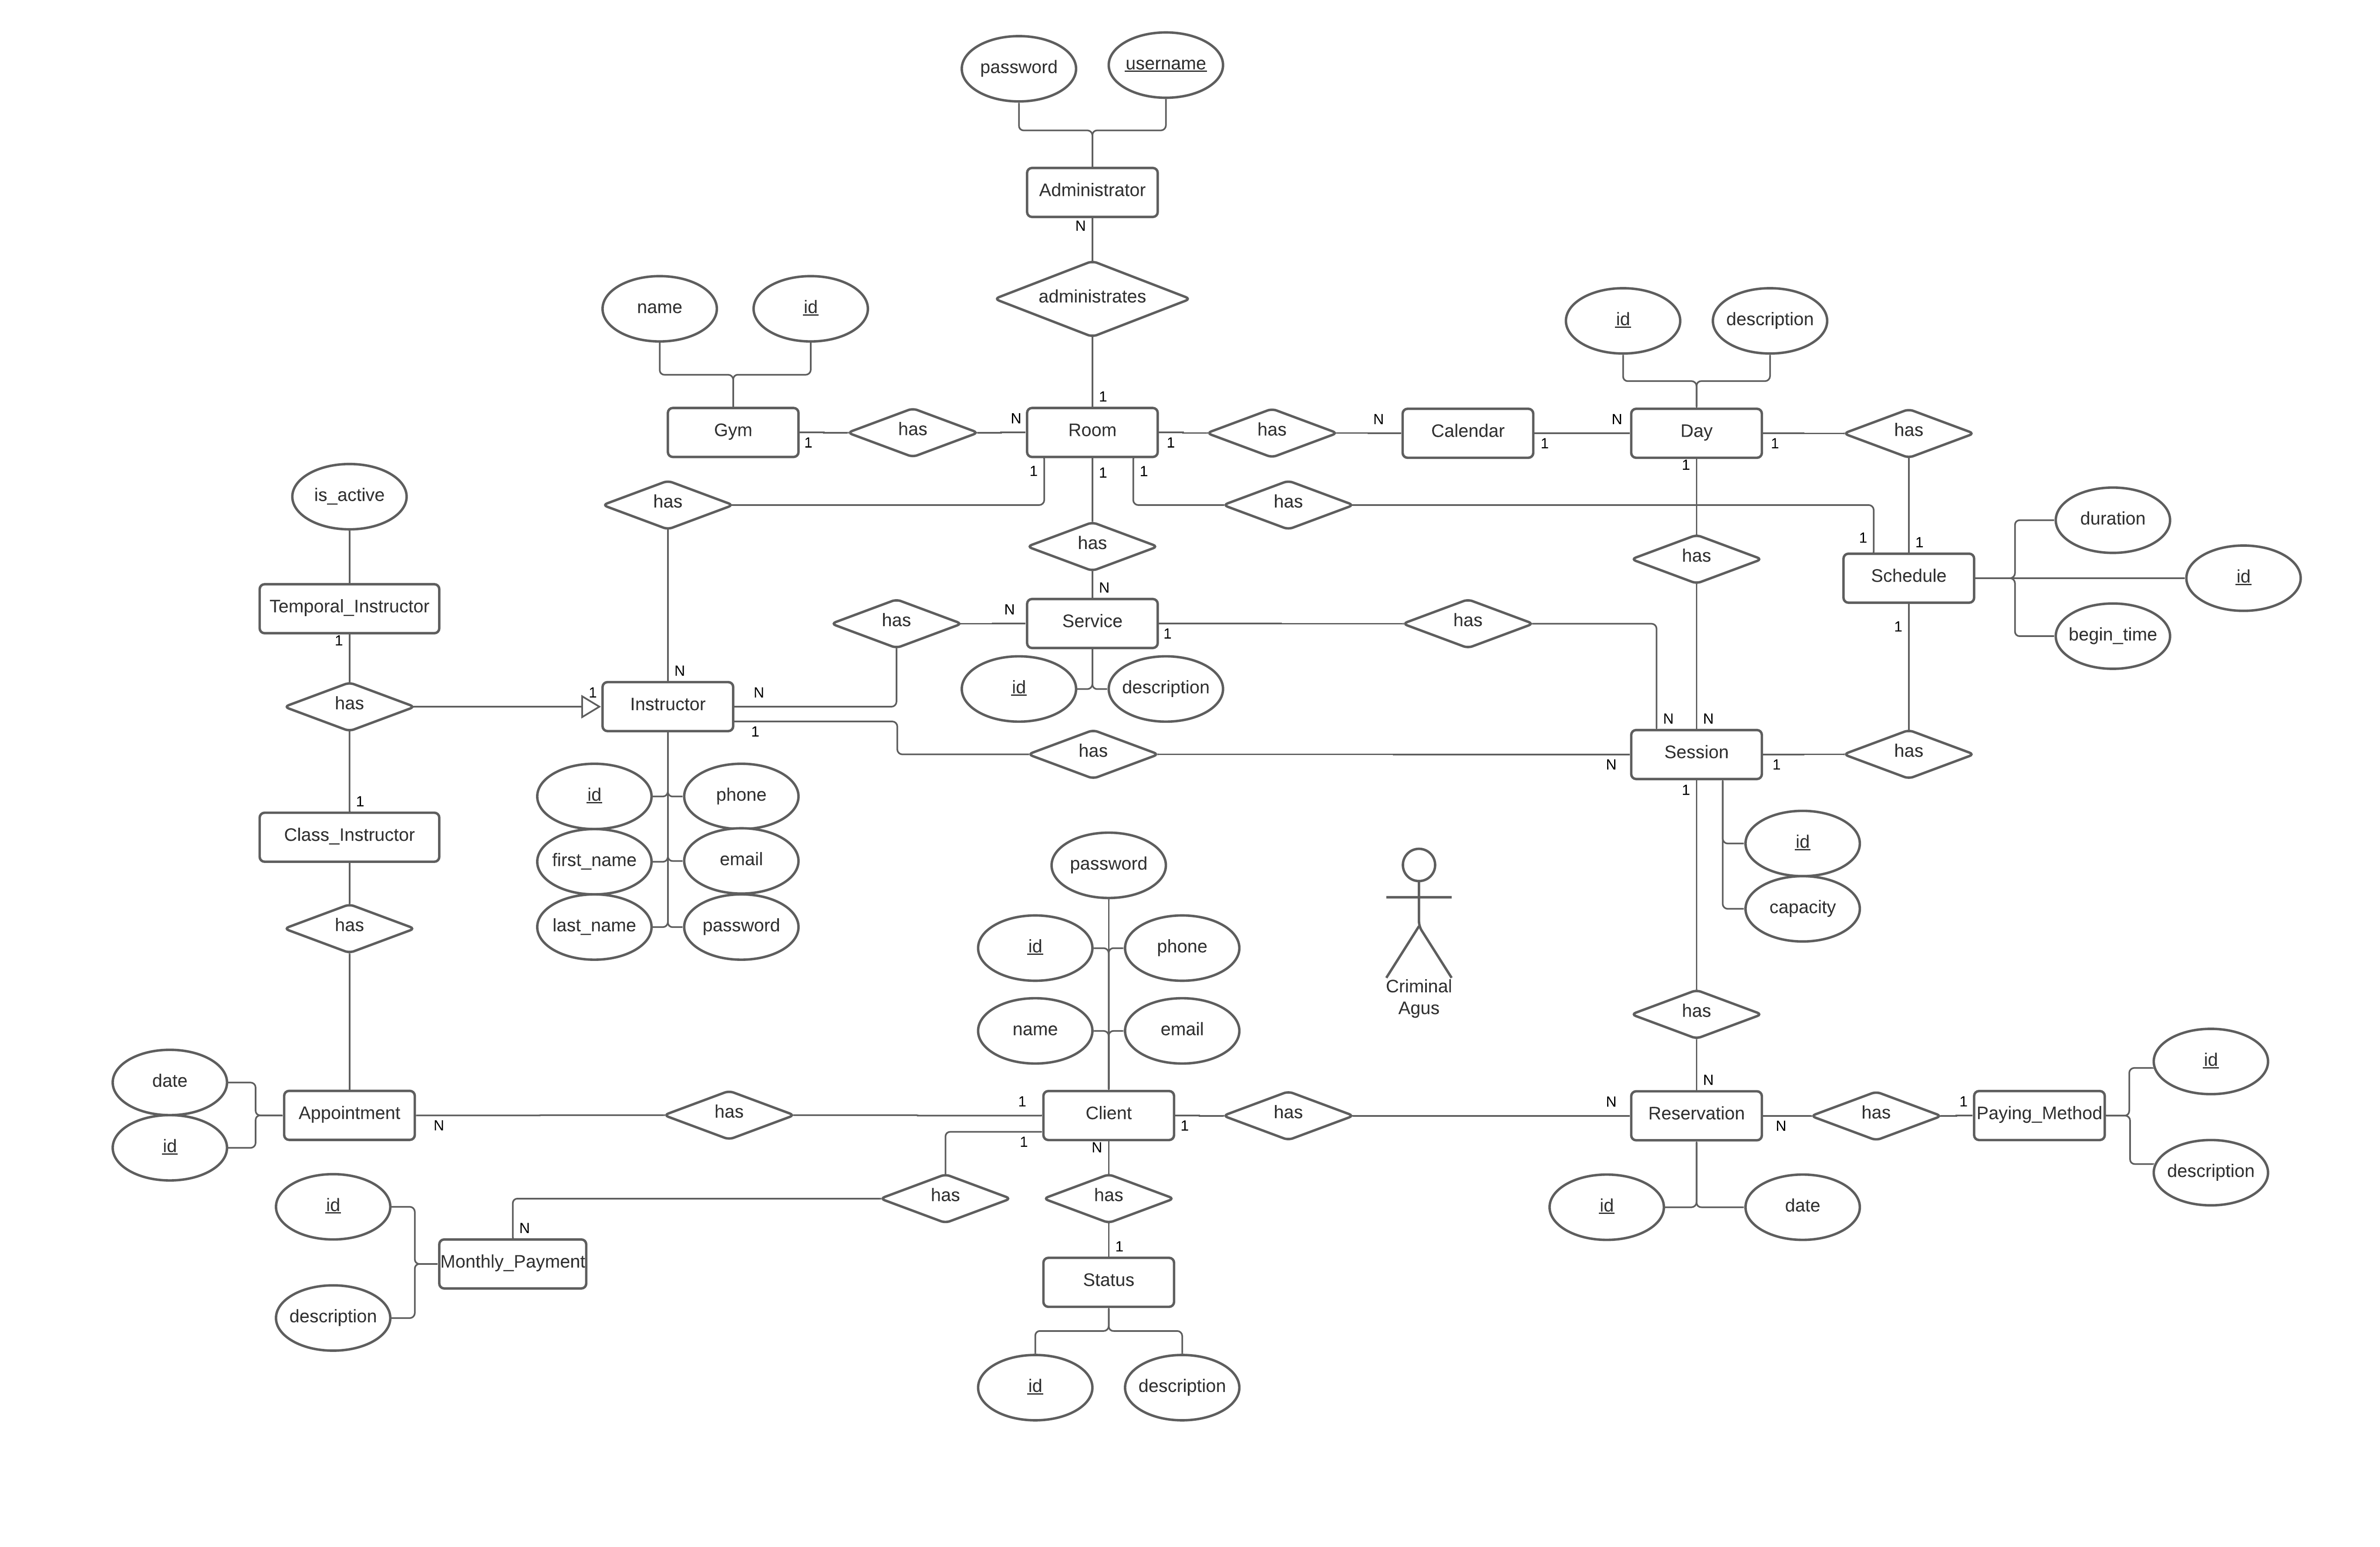 password
username
Administrator
N
administrates
name
id
id
description
1
Gym
1
has
N
Room
1
has
N
Calendar
1
N
Day
1
has
1
1
1
1
has
has
is_active
has
has
1
1
duration
id
begin_time
Schedule
1
Temporal_Instructor
1
N
has
N
Service
1
has
id
description
N
has
1
Instructor
N
1
N
N
has
N
Session
1
has
1
id
phone
first_name
email
last_name
password
1
Class_Instructor
has
id
capacity
password
id
phone
name
email
Criminal
Agus
has
date
id
Appointment
N
has
1
Client
1
has
N
N
Reservation
N
has
1
Paying_Method
id
description
1
N
has
has
id
date
id
description
N
Monthly_Payment
1
Status
id
description